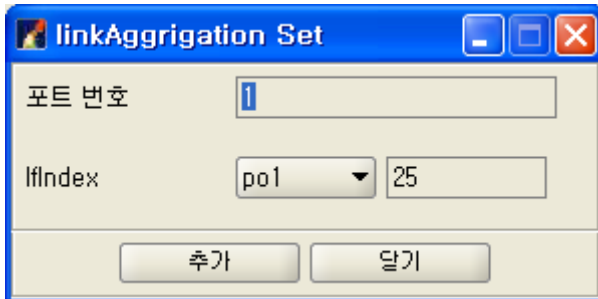 linkAggrigation Set
포트 번호 1
IfIndex po1 25
추가 닫기